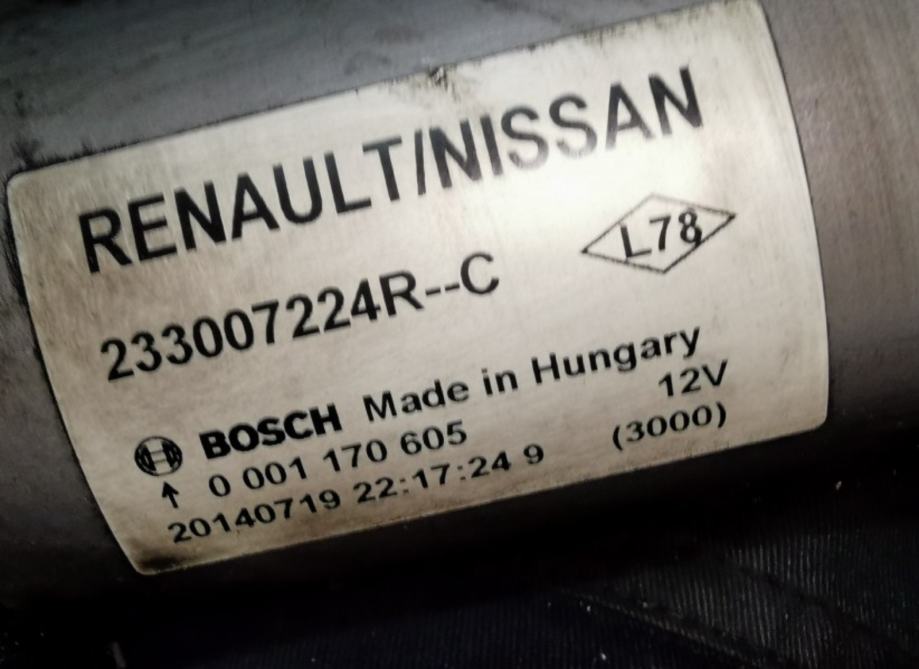 RENAULT/NISSAN
L78
233007224R--C
BOSCH Made in Hungary
0 001 170 605 12V
20140719 22:17:24 9 (3000)